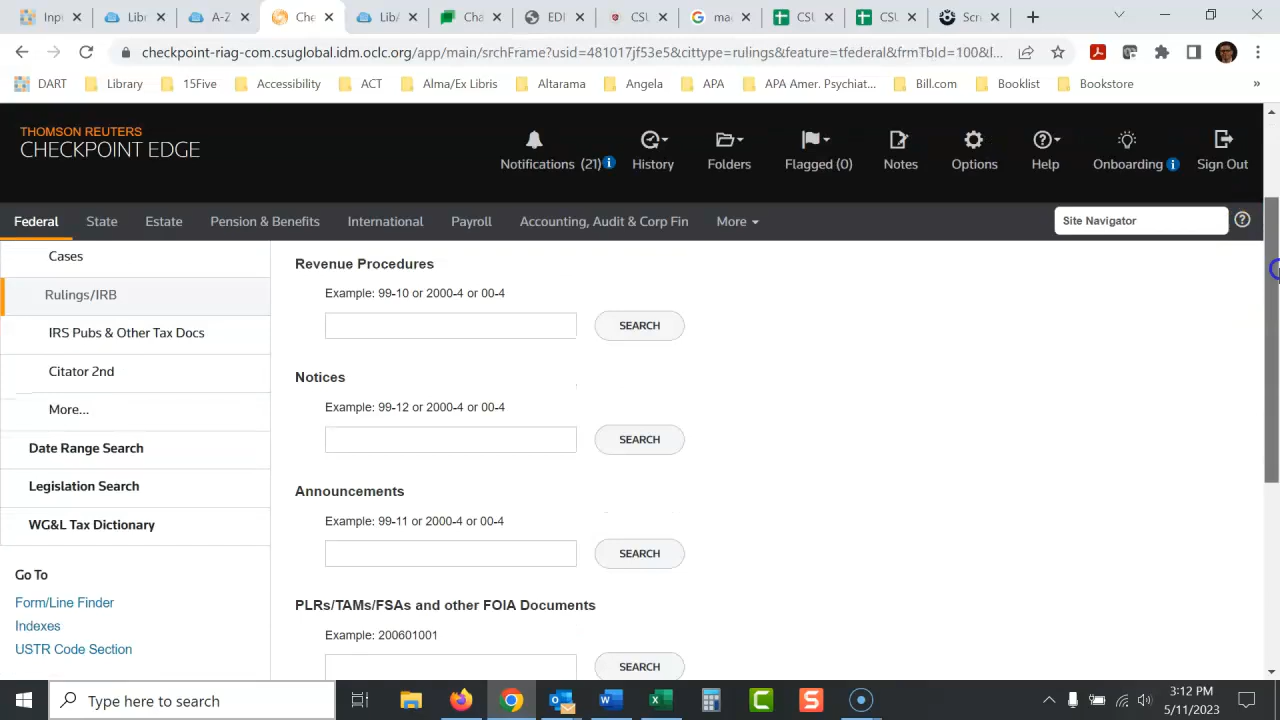 Inpu
Libr
A-Z
Che
Lib/
Cha
EDI
CSU
mac
CSU
CSU
Scr
checkpoint-riag-com.csuglobal.idm.oclc.org/app/main/srchFrame?usid=481017jf53e5&cittype=rulings&feature=tfederal&frmTbId=100&l...
DART
Library
15Five
Accessibility
ACT
Alma/Ex Libris
Altarama
Angela
APA
APA Amer. Psychiat...
Bill.com
Booklist
Bookstore
»
THOMSON REUTERS
CHECKPOINT EDGE
Notifications (21)
History
Folders
Flagged (0)
Notes
Options
Help
Onboarding
Sign Out
Federal
State
Estate
Pension & Benefits
International
Payroll
Accounting, Audit & Corp Fin
More
Site Navigator
Cases
Rulings/IRB
IRS Pubs & Other Tax Docs
Citator 2nd
More...
Date Range Search
Legislation Search
WG&L Tax Dictionary
Go To
Form/Line Finder
Indexes
USTR Code Section
Revenue Procedures
Example: 99-10 or 2000-4 or 00-4
SEARCH
Notices
Example: 99-12 or 2000-4 or 00-4
SEARCH
Announcements
Example: 99-11 or 2000-4 or 00-4
SEARCH
PLRs/TAMs/FSAs and other FOIA Documents
Example: 200601001
SEARCH
Type here to search
3:12 PM
5/11/2023